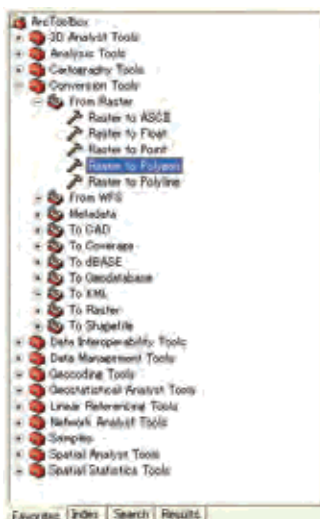 ArcToolbox
3D Analyst Tools
Analysis Tools
Cartography Tools
Conversion Tools
From Raster
Raster to ASCII
Raster to Float
Raster to Point
Raster to Polygon
Raster to Polyline
From WFS
Metadata
To CAD
To Coverage
To dBASE
To Geodatabase
To KML
To Raster
To Shapefile
Data Interoperability Tools
Data Management Tools
Geocoding Tools
Geostatistical Analyst Tools
Linear Referencing Tools
Network Analyst Tools
Samples
Spatial Analyst Tools
Spatial Statistics Tools
Favorites Index Search Results